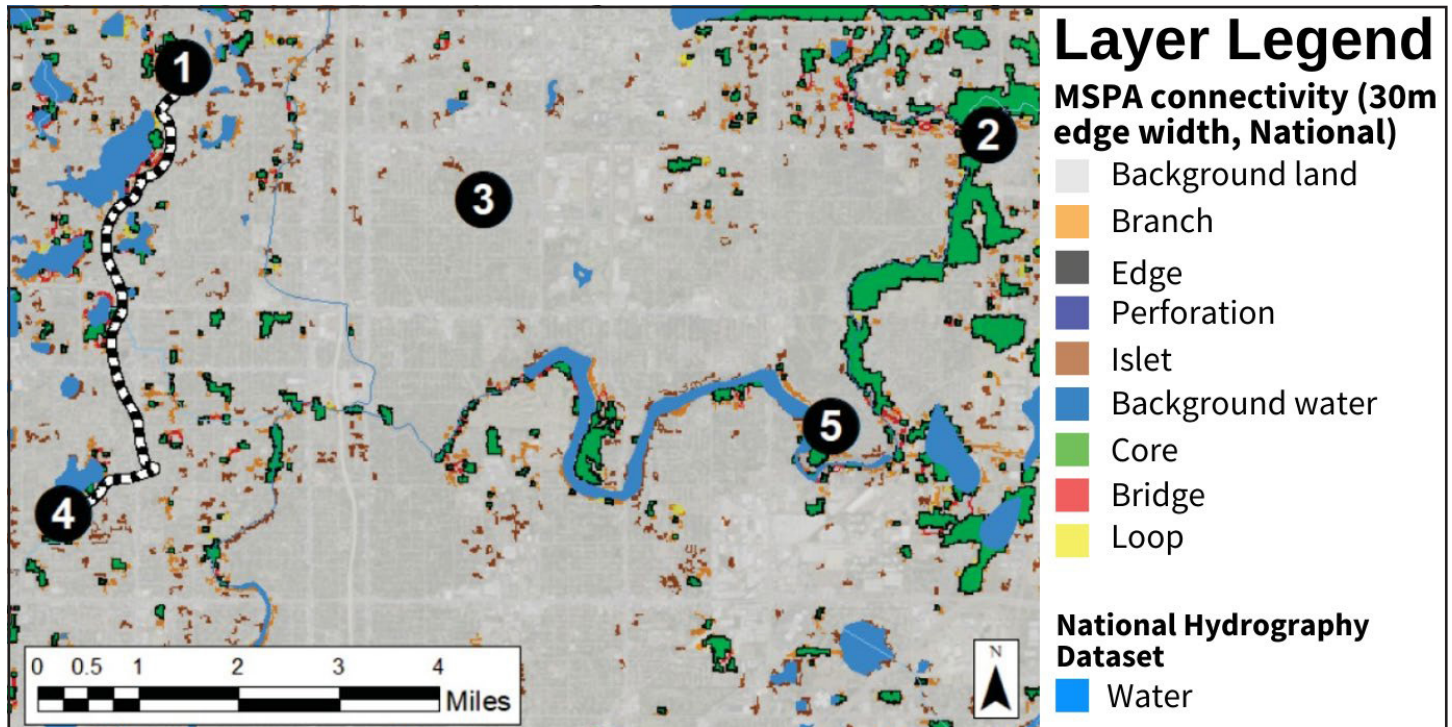 1
2
3
4
5
0 0.5 1 2 3 4
Miles
N
Layer Legend
MSPA connectivity (30m
edge width, National)
Background land
Branch
Edge
Perforation
Islet
Background water
Core
Bridge
Loop
National Hydrography
Dataset
Water